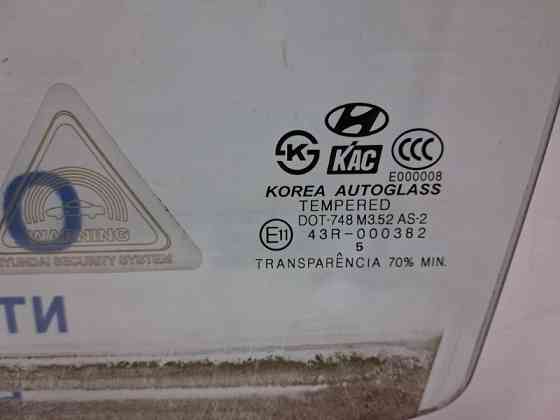 KAC
CCC
E000008
KOREA AUTOGLASS
TEMPERED
DOT-748 M3.52 AS-2
E11 43R-000382
5
TRANSPARÊNCIA 70% MIN.
WARNING
HYUNDAI SECURITY SYSTEM
О
ТИ